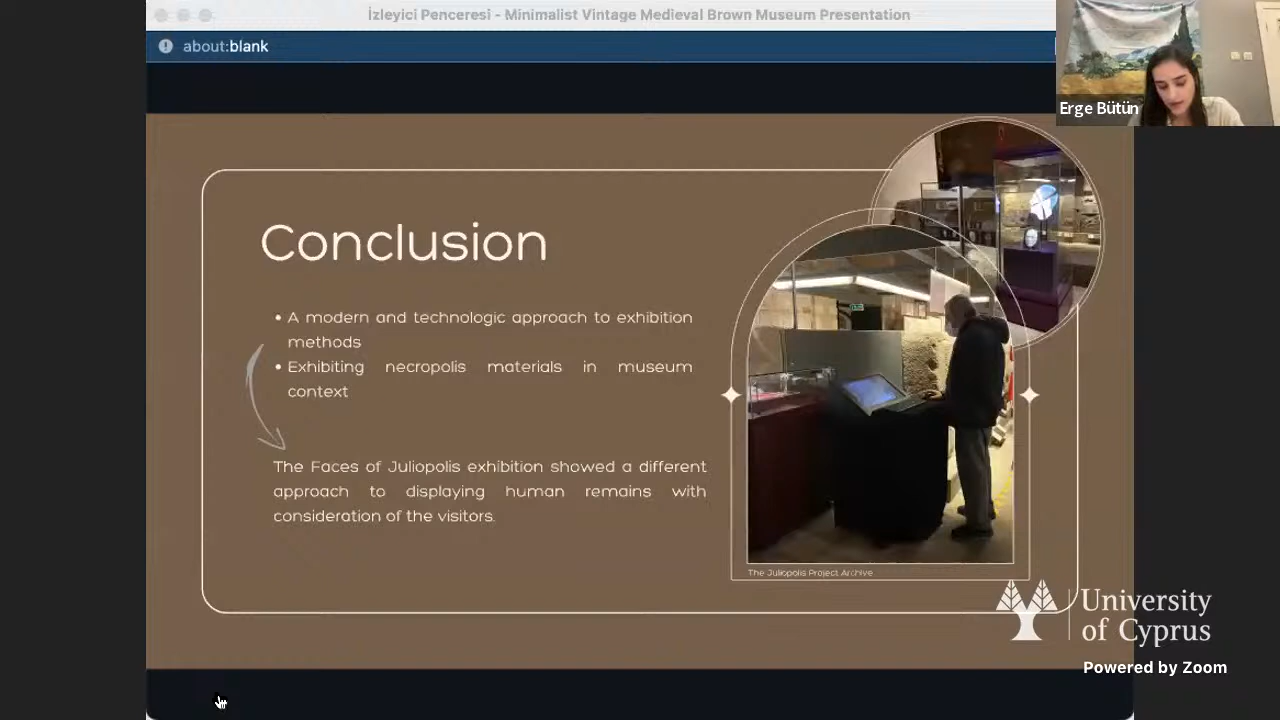 İzleyici Penceresi - Minimalist Vintage Medieval Brown Museum Presentation
about:blank
Erge Bütün
Conclusion
• A modern and technologic approach to exhibition
methods
• Exhibiting necropolis materials in museum
context
The Faces of Juliopolis exhibition showed a different
approach to displaying human remains with
consideration of the visitors.
The Juliopolis Project Archive
University
of Cyprus
Powered by Zoom